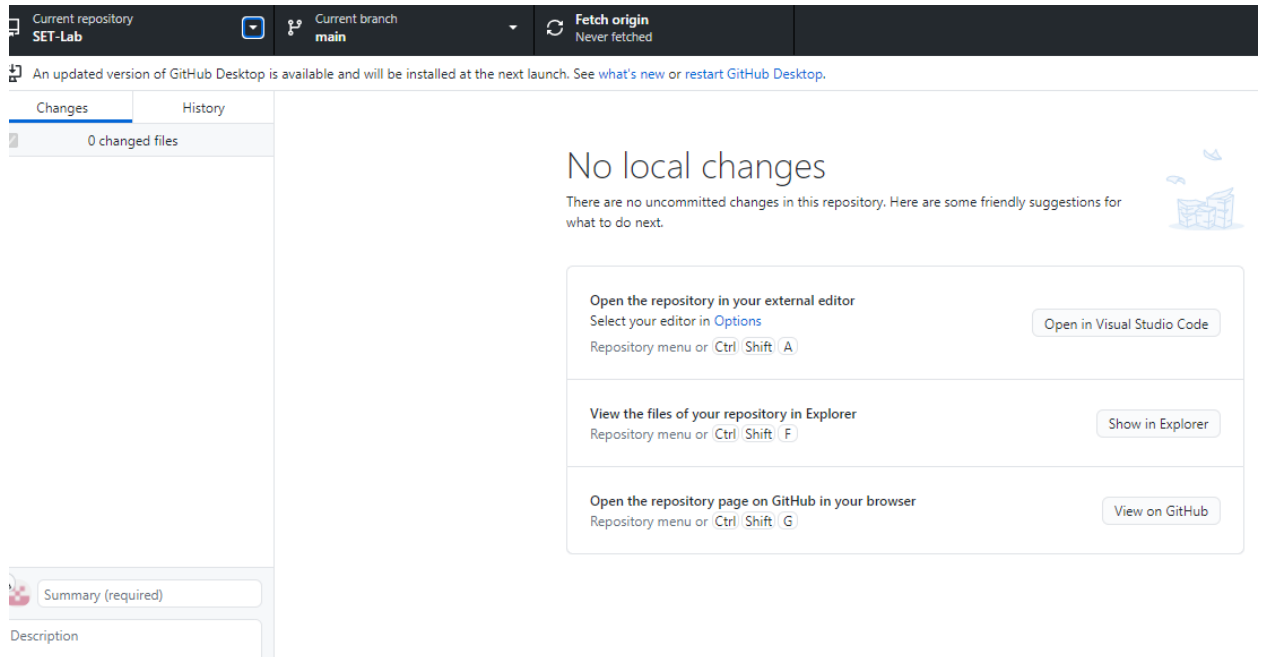 Current repository
SET-Lab
Current branch
main
Fetch origin
Never fetched
An updated version of GitHub Desktop is available and will be installed at the next launch. See what's new or restart GitHub Desktop.
Changes
History
0 changed files
No local changes
There are no uncommitted changes in this repository. Here are some friendly suggestions for
what to do next.
Open the repository in your external editor
Select your editor in Options
Repository menu or Ctrl Shift A
Open in Visual Studio Code
View the files of your repository in Explorer
Repository menu or Ctrl Shift F
Show in Explorer
Open the repository page on GitHub in your browser
Repository menu or Ctrl Shift G
View on GitHub
Summary (required)
Description